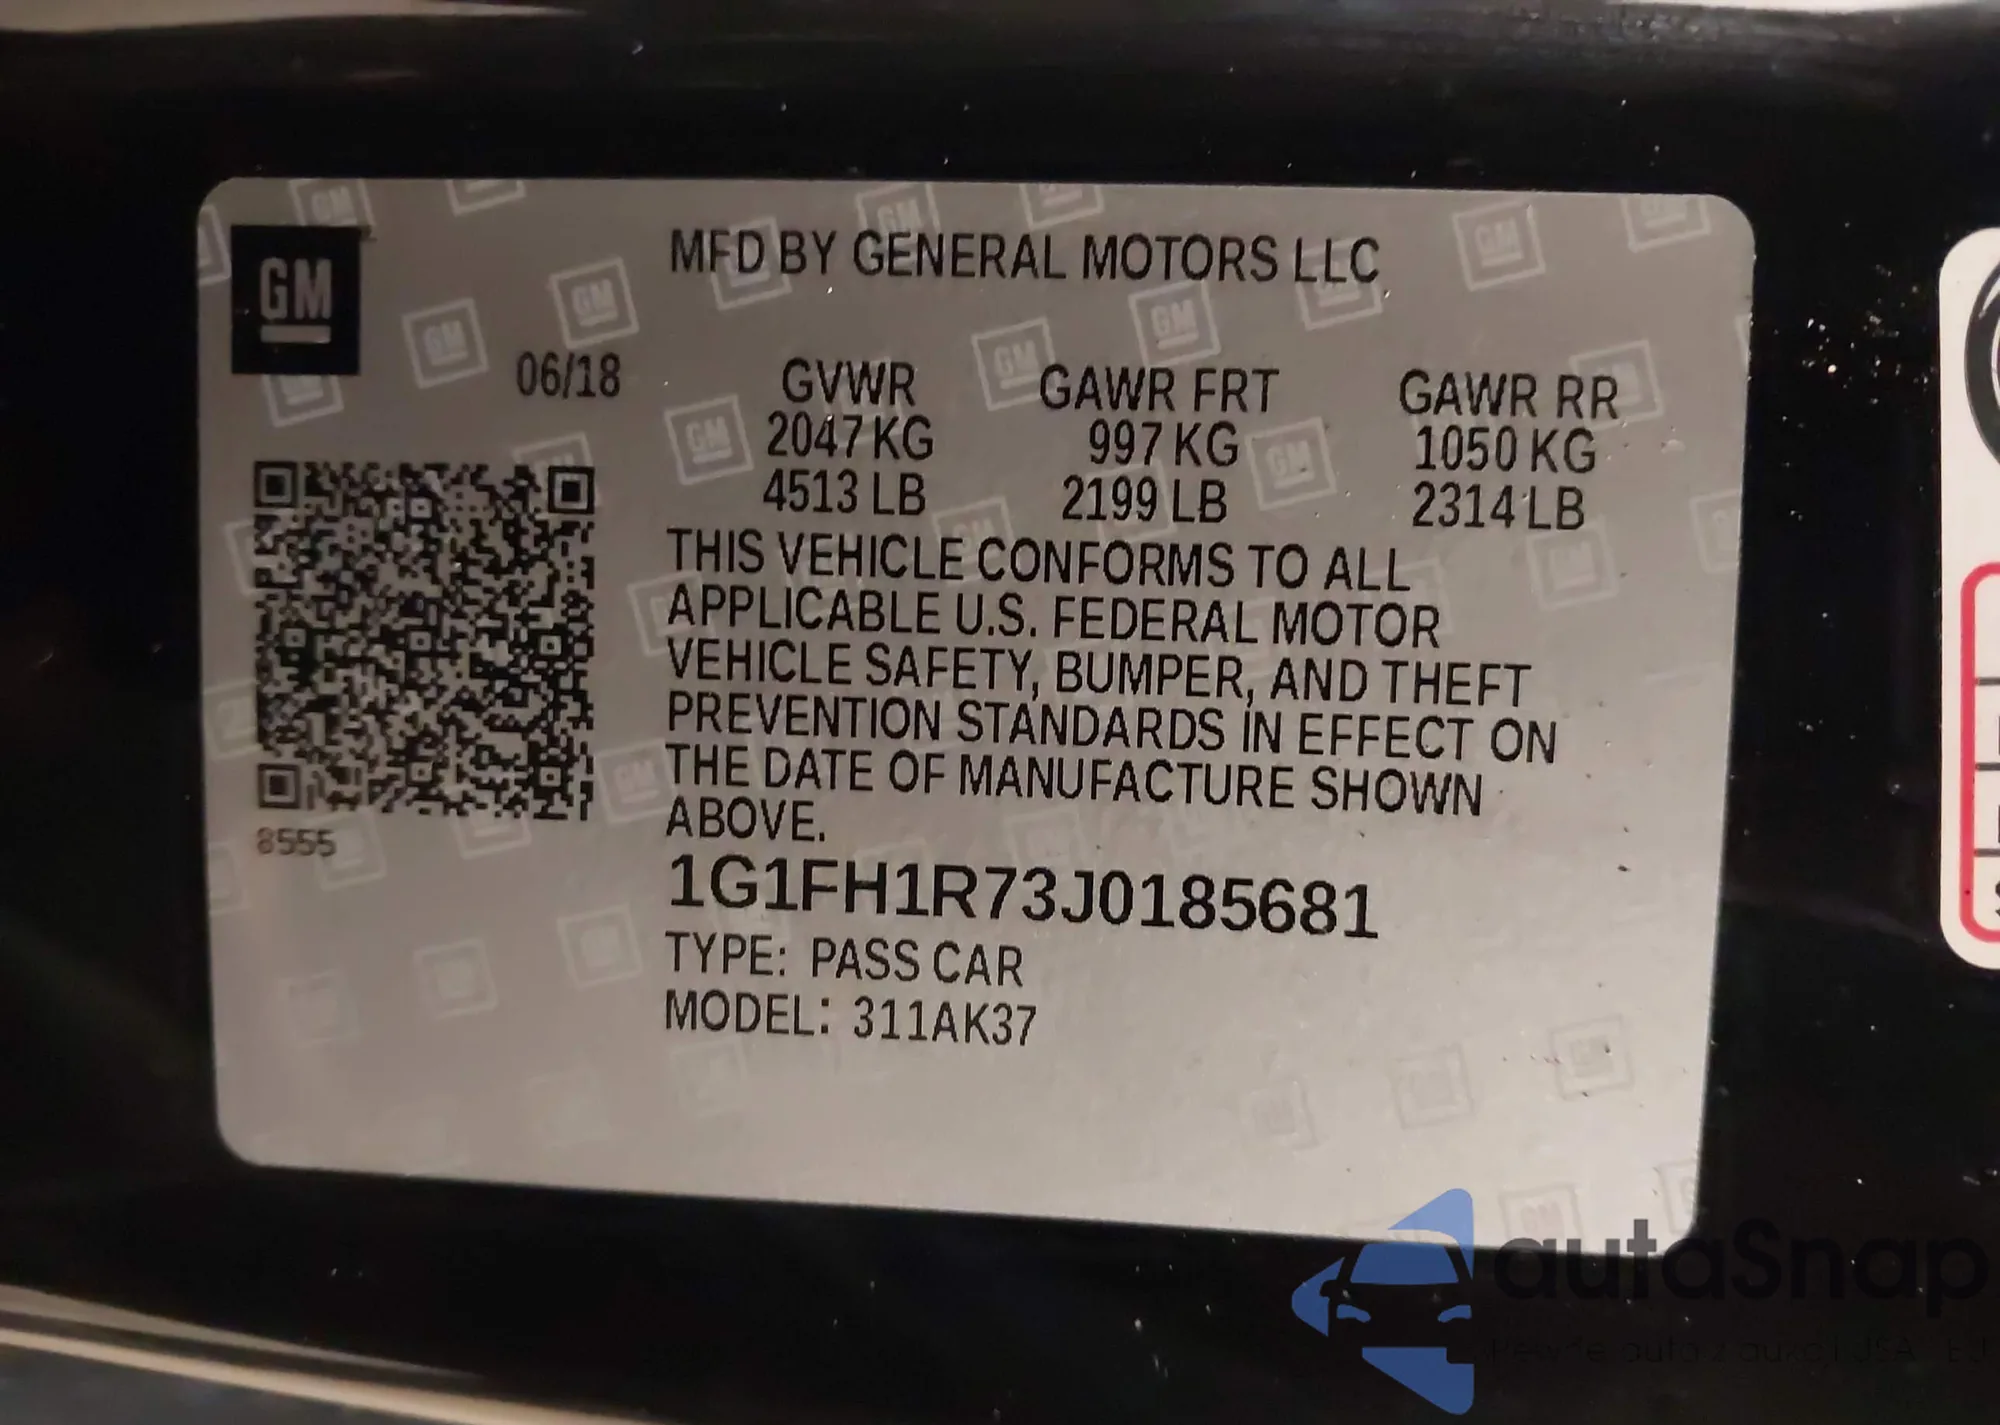 GM
MFD BY GENERAL MOTORS LLC
06/18
GVWR GAWR FRT GAWR RR
2047 KG 997 KG 1050 KG
4513 LB 2199 LB 2314 LB
THIS VEHICLE CONFORMS TO ALL
APPLICABLE U.S. FEDERAL MOTOR
VEHICLE SAFETY, BUMPER, AND THEFT
PREVENTION STANDARDS IN EFFECT ON
THE DATE OF MANUFACTURE SHOWN
ABOVE.
8555
1G1FH1R73J0185681
TYPE: PASS CAR
MODEL: 311AK37
autaSnap